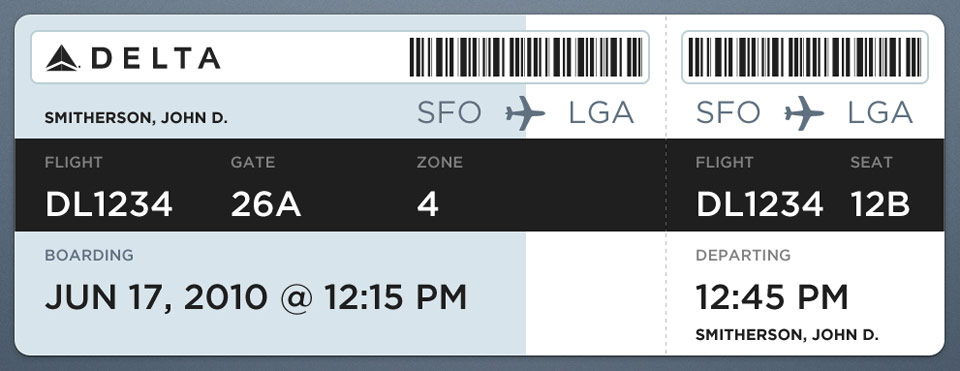 DELTA
SMITHERSON, JOHN D.
SFO LGA
FLIGHT GATE ZONE
DL1234 26A 4
BOARDING
JUN 17, 2010 @ 12:15 PM
SFO LGA
FLIGHT SEAT
DL1234 12B
DEPARTING
12:45 PM
SMITHERSON, JOHN D.